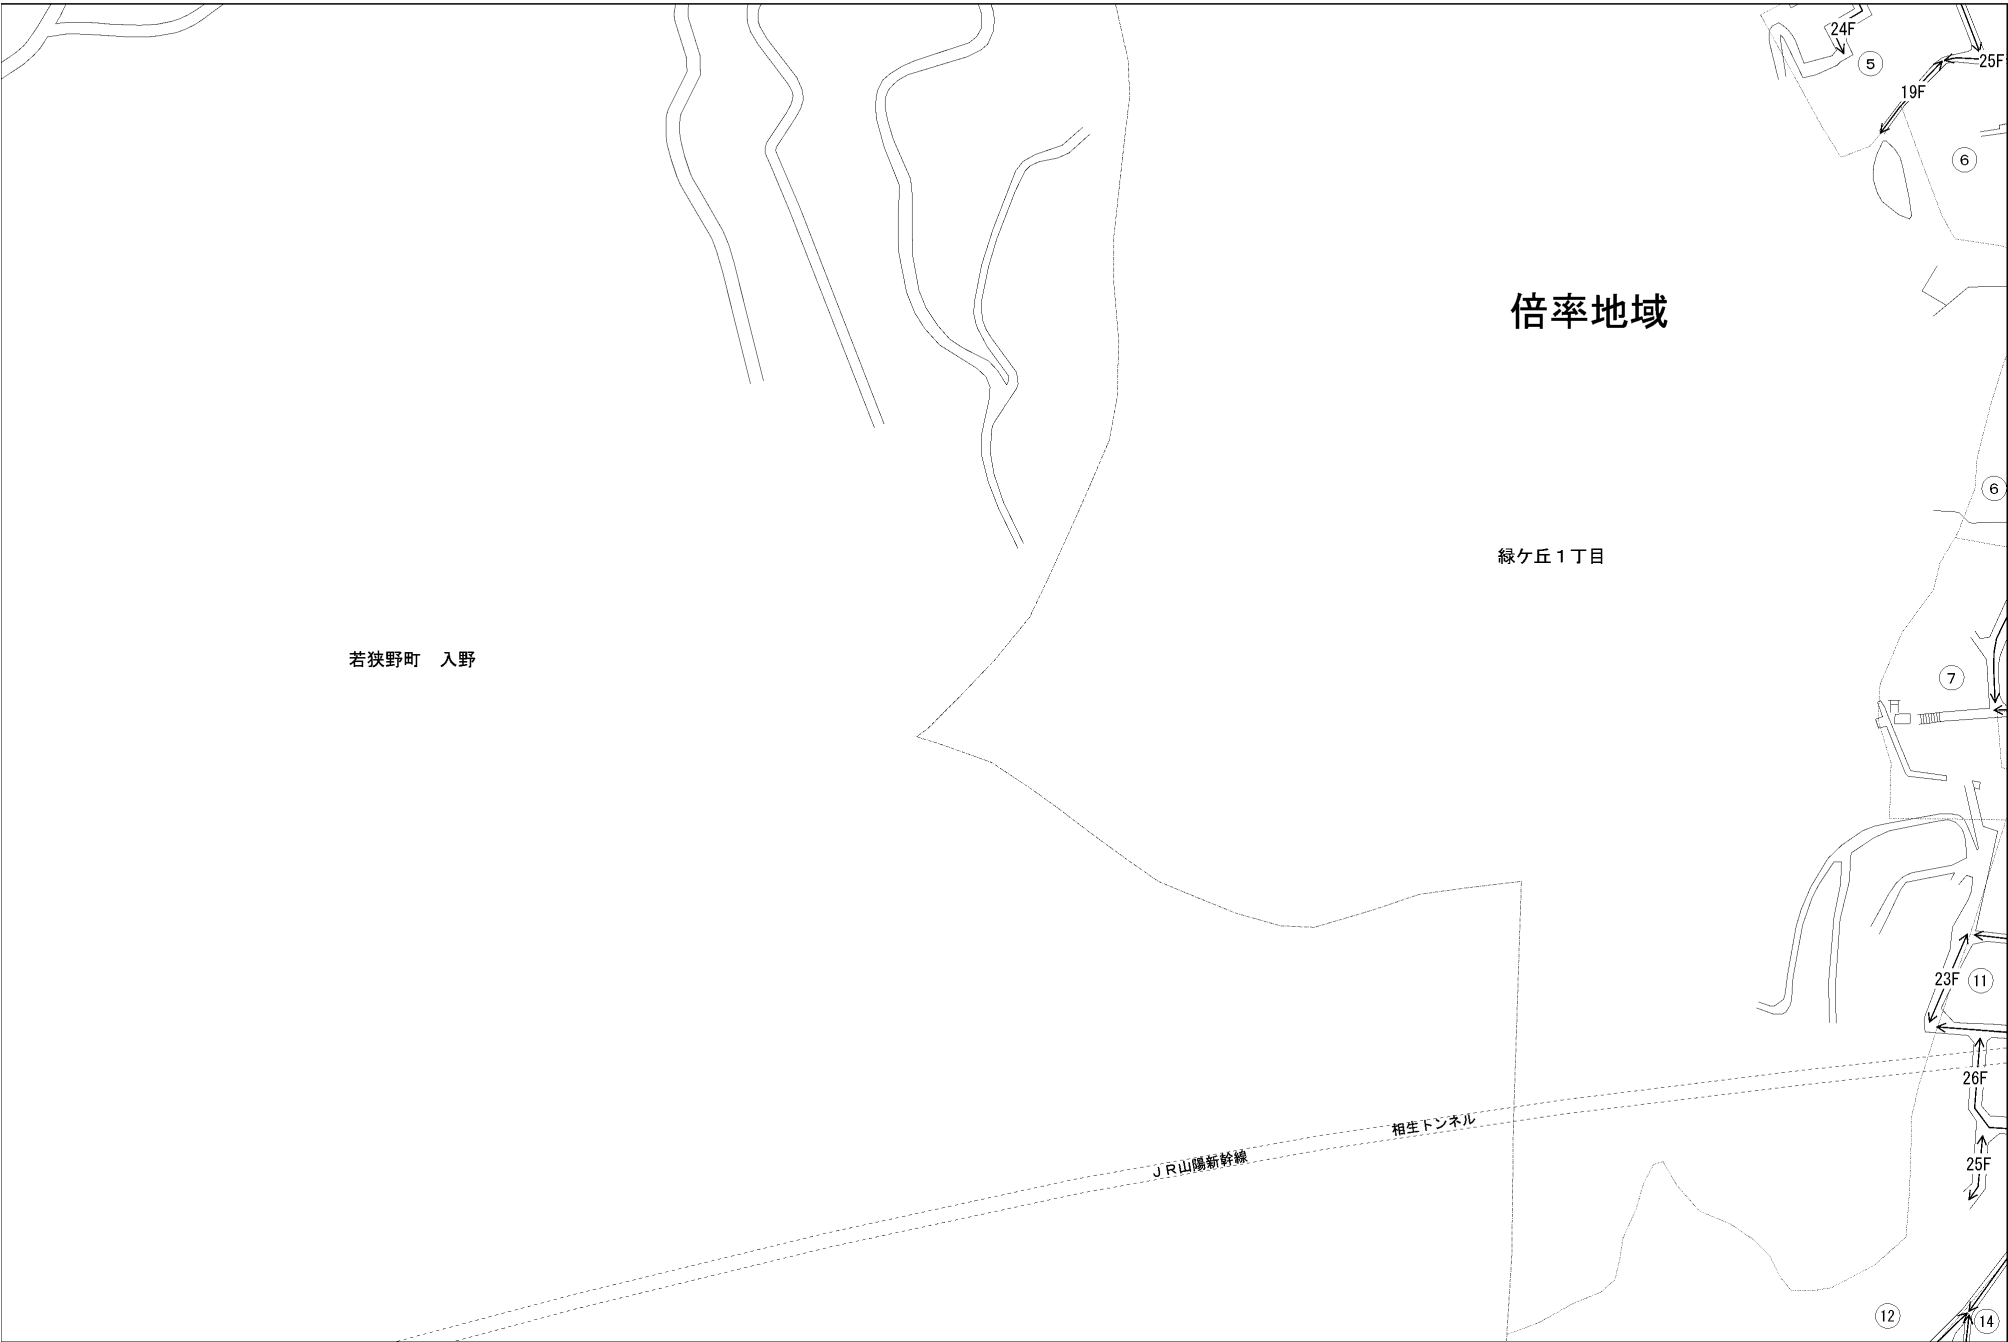 24F
25F
⑤
19F
⑥
倍率地域
⑥
緑ケ丘1丁目
若狭野町　入野
⑦
23F
⑪
26F
相生トンネル
JR山陽新幹線
25F
⑫
⑭